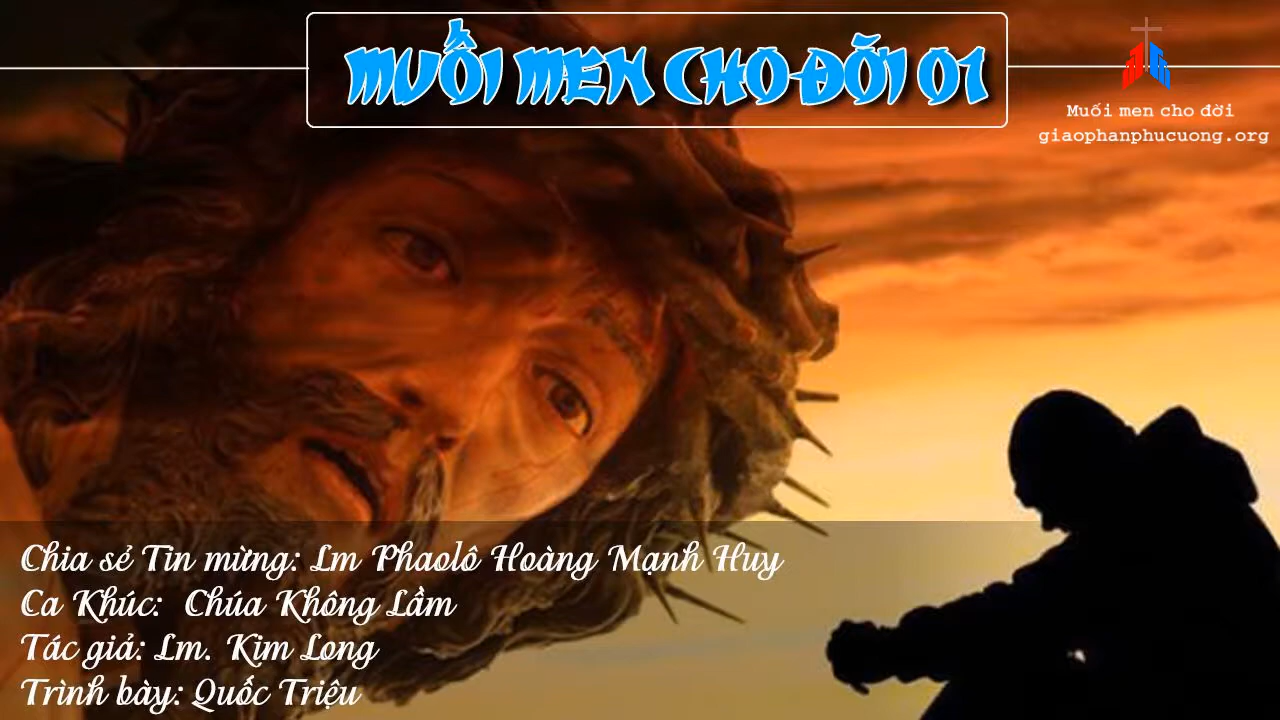 MUỐI MEN CHO ĐỜI 01
Muối men cho đời
giaophanphucuong.org
Chia sẻ Tin mừng: Lm Phaolô Hoàng Mạnh Huy
Ca Khúc: Chúa Không Lầm
Tác giả: Lm. Kim Long
Trình bày: Quốc Triệu